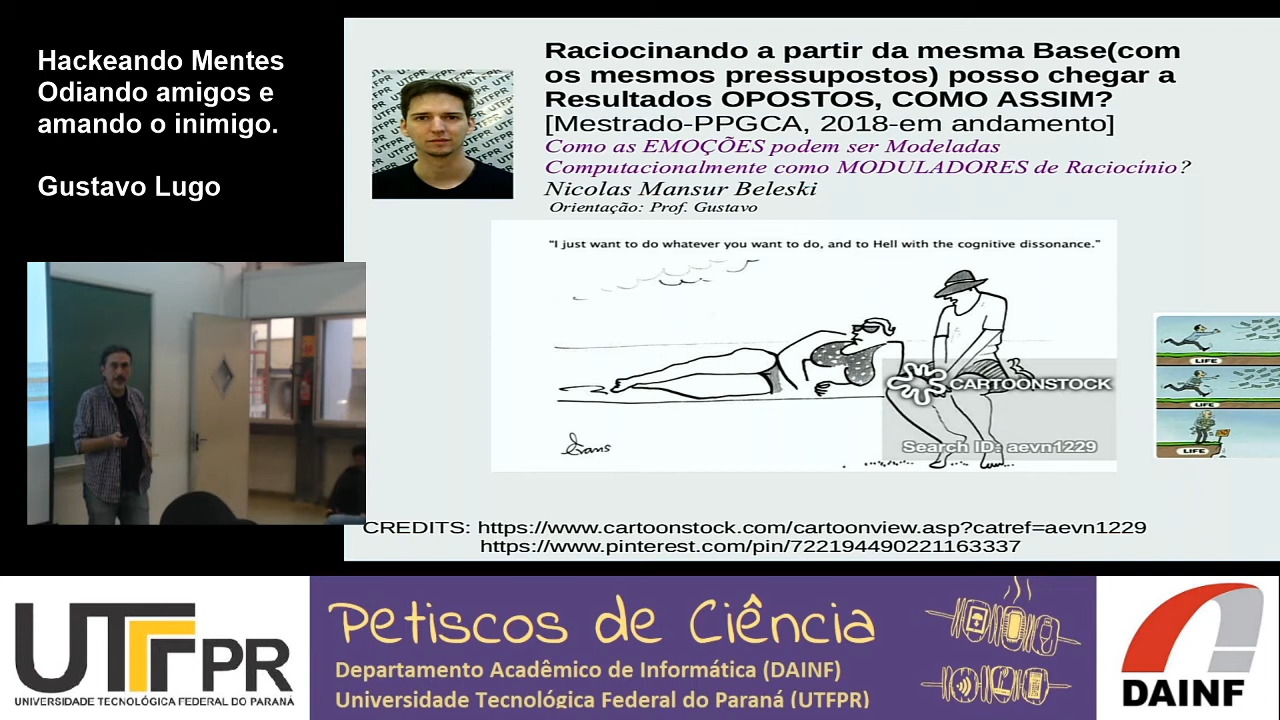 Hackeando Mentes
Odiando amigos e
amando o inimigo.
Gustavo Lugo
Raciocinando a partir da mesma Base(com
os mesmos pressupostos) posso chegar a
Resultados OPOSTOS, COMO ASSIM?
[Mestrado-PPGCA, 2018-em andamento]
Como as EMOÇÕES podem ser Modeladas
Computacionalmente como MODULADORES de Raciocínio?
Nicolas Mansur Beleski
Orientação: Prof. Gustavo
"I just want to do whatever you want to do, and to Hell with the cognitive dissonance."
CARTOONSTOCK
Search ID: aevn1229
Evans
LIFE
LIFE
LIFE
CREDITS: https://www.cartoonstock.com/cartoonview.asp?catref=aevn1229
https://www.pinterest.com/pin/722194490221163337
UTFPR
UNIVERSIDADE TECNOLÓGICA FEDERAL DO PARANÁ
Petiscos de Ciência
Departamento Acadêmico de Informática (DAINF)
Universidade Tecnológica Federal do Paraná (UTFPR)
DAINF